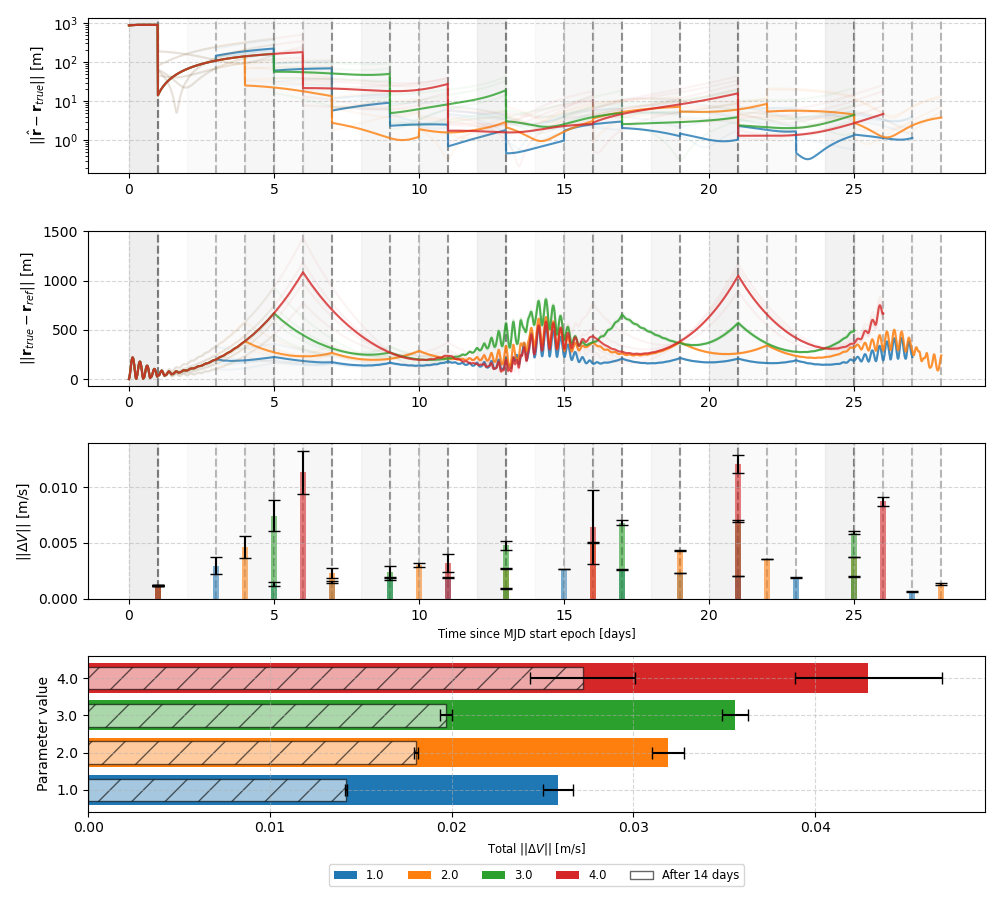 10³
10²
10¹
10⁰
||r̂ − r_true|| [m]
0 5 10 15 20 25
1500
1000
500
0
||r_true − r_ref|| [m]
0 5 10 15 20 25
0.010
0.005
0.000
||ΔV|| [m/s]
0 5 10 15 20 25
Time since MJD start epoch [days]
4.0
3.0
2.0
1.0
Parameter value
0.00 0.01 0.02 0.03 0.04
Total ||ΔV|| [m/s]
1.0 2.0 3.0 4.0 After 14 days